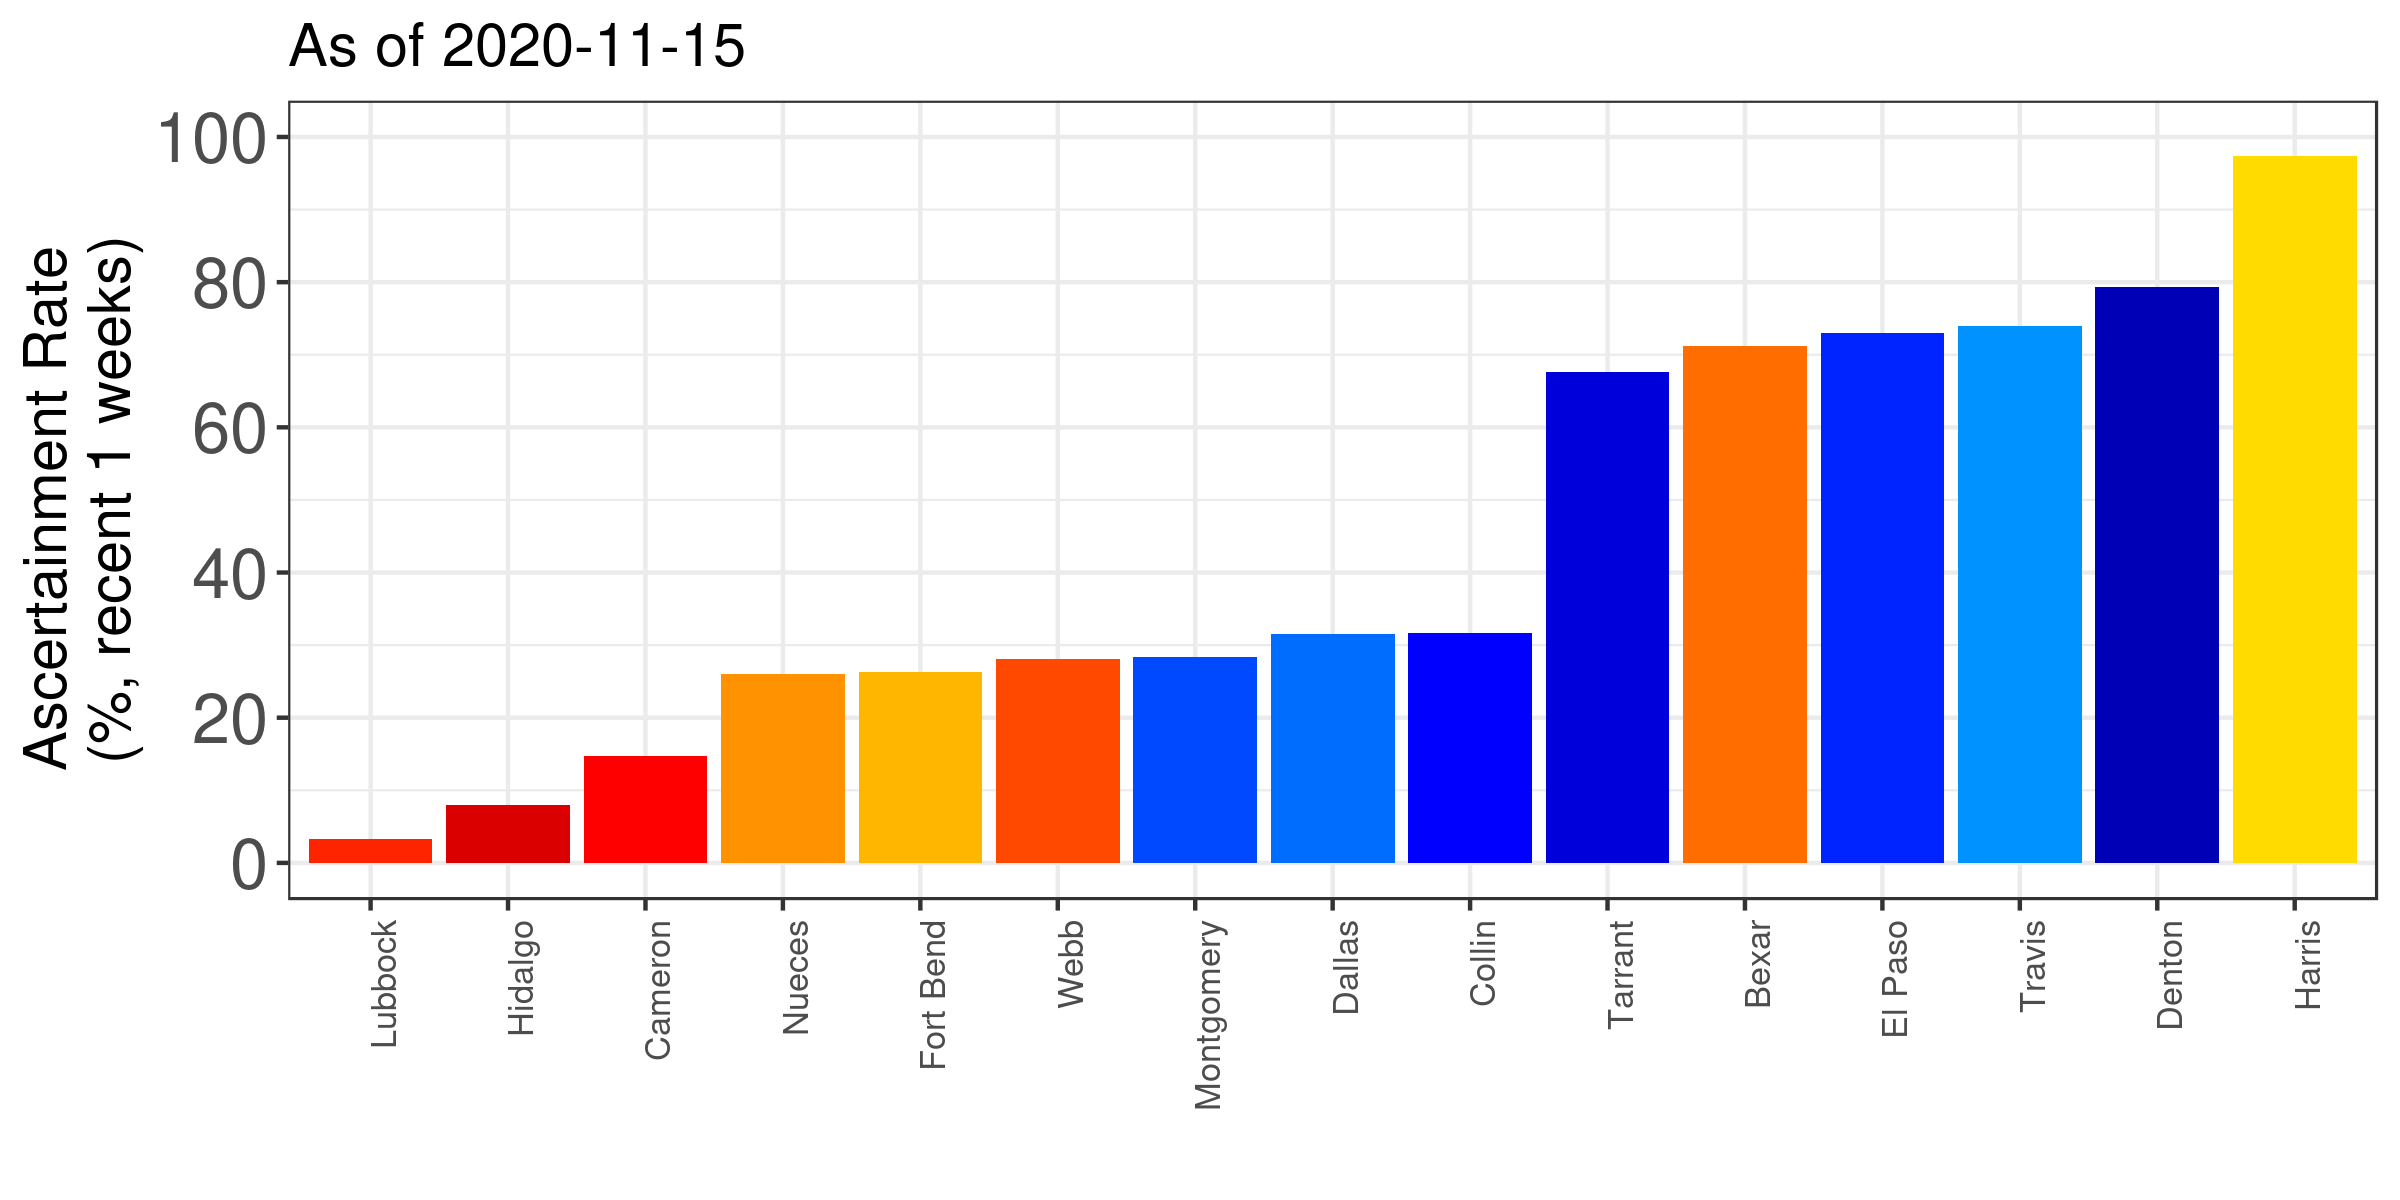 As of 2020-11-15
Ascertainment Rate
(%, recent 1 weeks)
100
80
60
40
20
0
Lubbock
Hidalgo
Cameron
Nueces
Fort Bend
Webb
Montgomery
Dallas
Collin
Tarrant
Bexar
El Paso
Travis
Denton
Harris